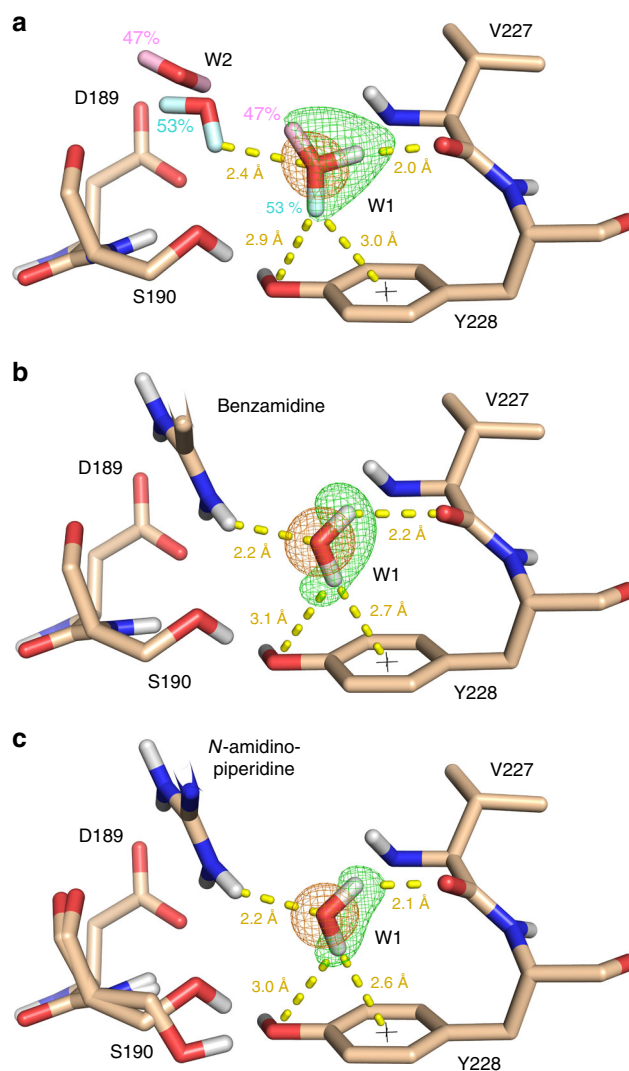 a
47%
W2
V227
D189
47%
53%
2.4 Å
2.0 Å
53 %
W1
2.9 Å
3.0 Å
S190
Y228
b
Benzamidine
V227
D189
2.2 Å
2.2 Å
W1
3.1 Å
2.7 Å
S190
Y228
c
N-amidino-
piperidine
V227
D189
2.2 Å
2.1 Å
W1
3.0 Å
2.6 Å
S190
Y228